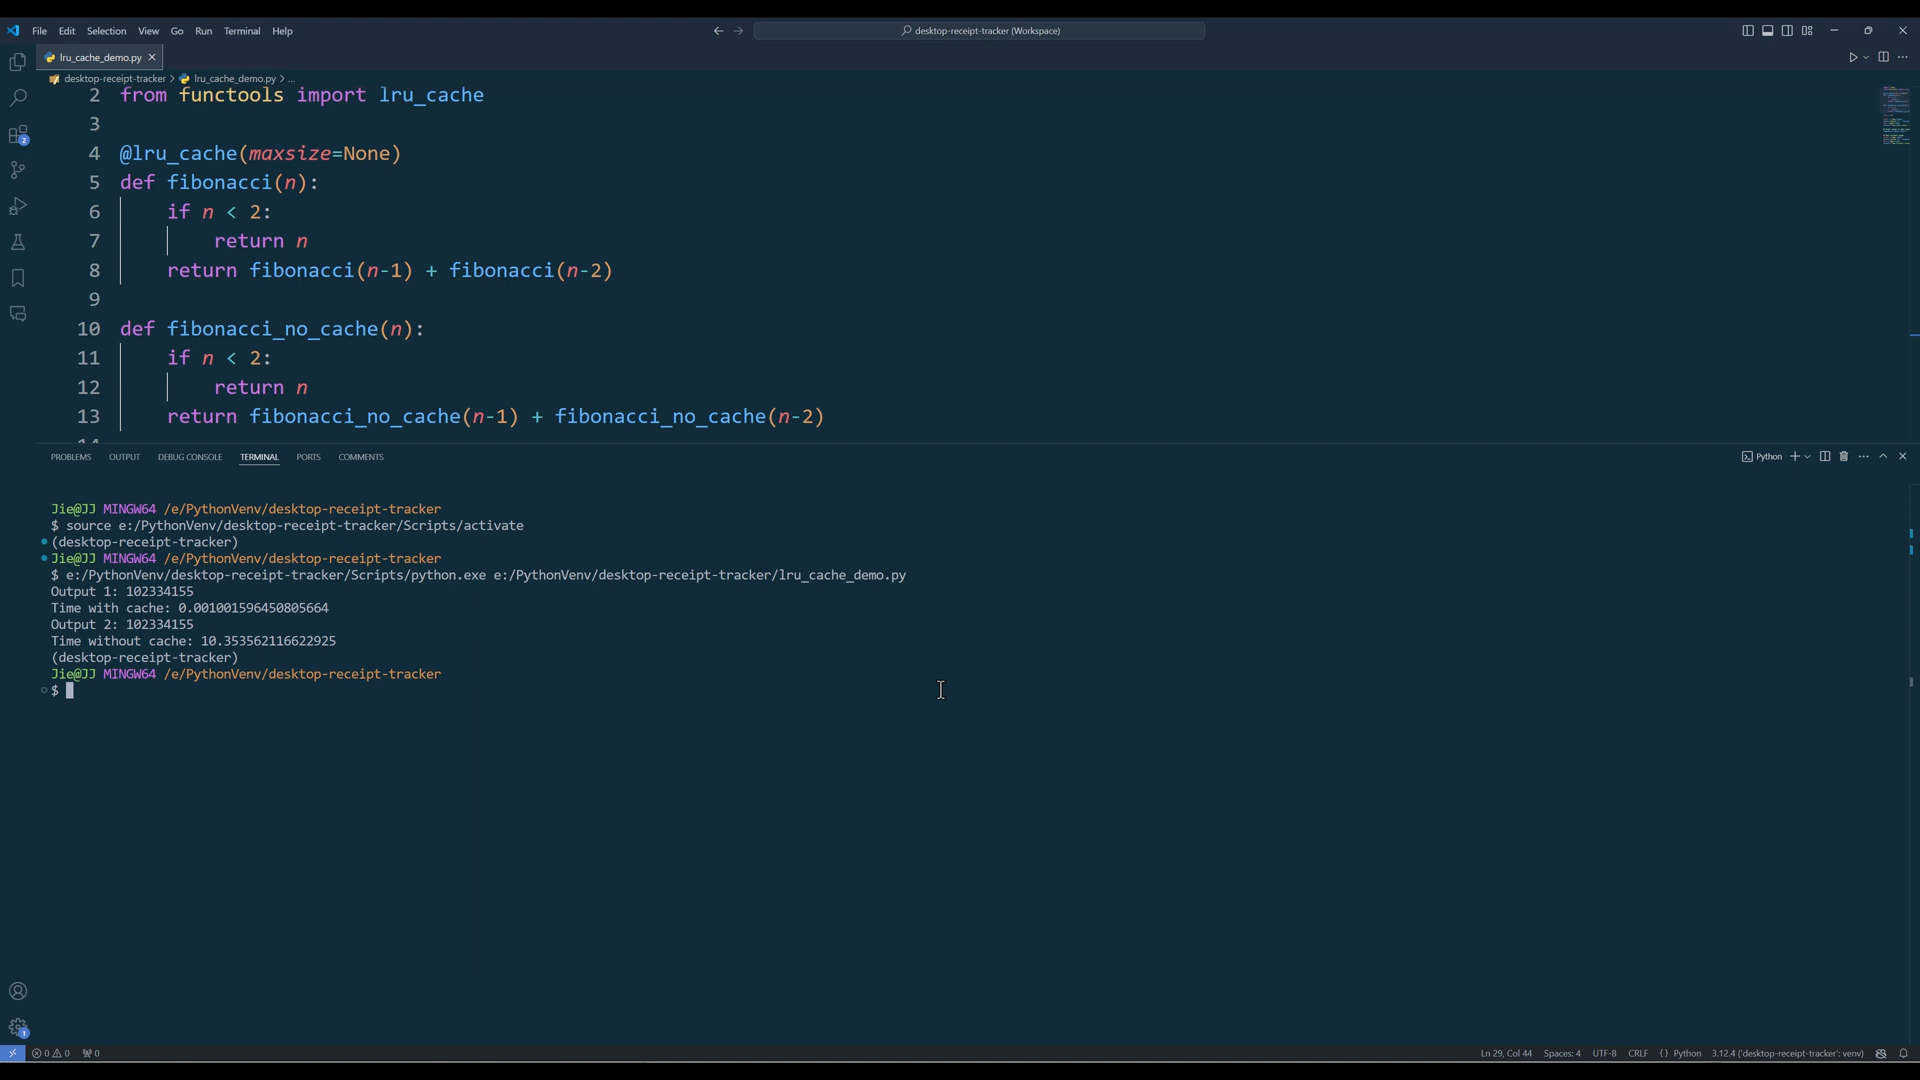 File Edit Selection View Go Run Terminal Help
desktop-receipt-tracker (Workspace)
lru_cache_demo.py
desktop-receipt-tracker > lru_cache_demo.py > ...
2 from functools import lru_cache
3
4 @lru_cache(maxsize=None)
5 def fibonacci(n):
6 if n < 2:
7 return n
8 return fibonacci(n-1) + fibonacci(n-2)
9
10 def fibonacci_no_cache(n):
11 if n < 2:
12 return n
13 return fibonacci_no_cache(n-1) + fibonacci_no_cache(n-2)
14
PROBLEMS OUTPUT DEBUG CONSOLE TERMINAL PORTS COMMENTS
Python
Jie@JJ MINGW64 /e/PythonVenv/desktop-receipt-tracker
$ source e:/PythonVenv/desktop-receipt-tracker/Scripts/activate
(desktop-receipt-tracker)
Jie@JJ MINGW64 /e/PythonVenv/desktop-receipt-tracker
$ e:/PythonVenv/desktop-receipt-tracker/Scripts/python.exe e:/PythonVenv/desktop-receipt-tracker/lru_cache_demo.py
Output 1: 102334155
Time with cache: 0.001001596450805664
Output 2: 102334155
Time without cache: 10.353562116622925
(desktop-receipt-tracker)
Jie@JJ MINGW64 /e/PythonVenv/desktop-receipt-tracker
$
2
1
0 0 0
Ln 29, Col 44 Spaces: 4 UTF-8 CRLF {} Python 3.12.4 ('desktop-receipt-tracker': venv)